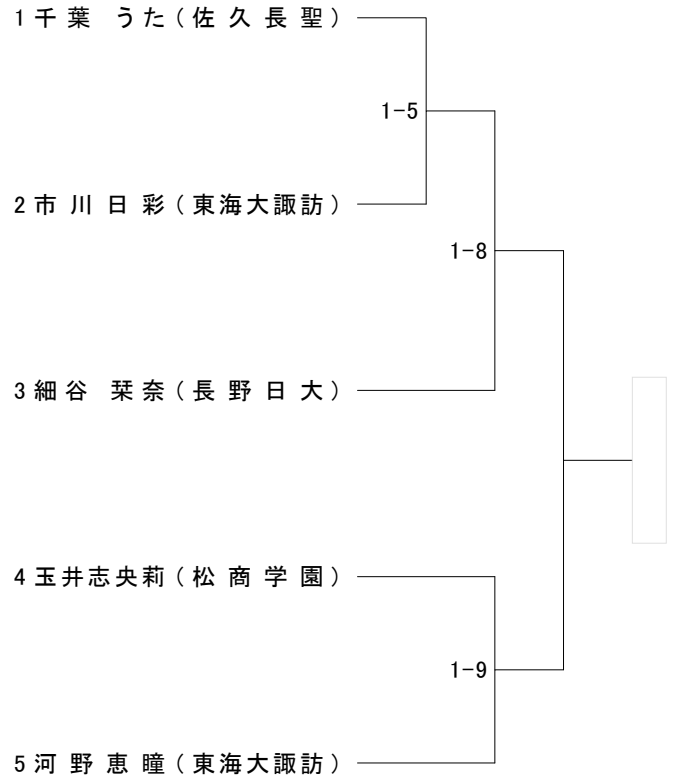 1 千葉 うた（佐久長聖）
1-5
2 市川日彩（東海大諏訪）
1-8
3 細谷 栞奈（長野日大）
4 玉井志央莉（松商学園）
1-9
5 河野恵瞳（東海大諏訪）